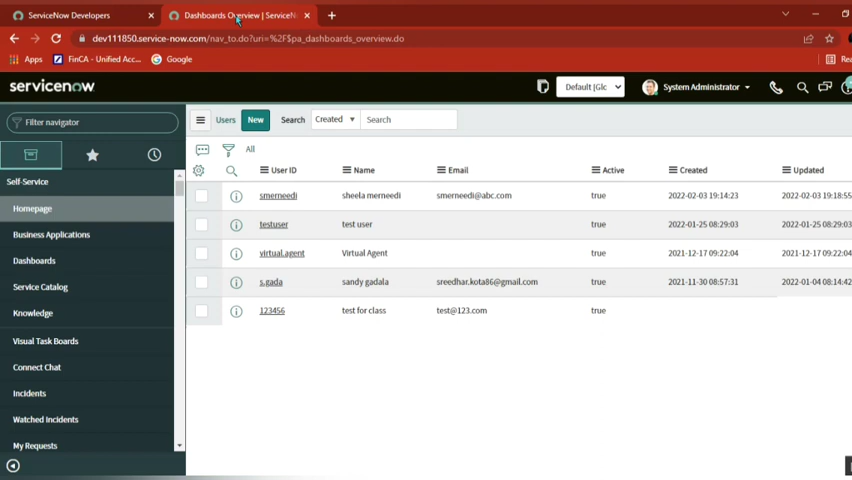 ServiceNow Developers
Dashboards Overview | ServiceN
dev111850.service-now.com/nav_to.do?uri=%2F$pa_dashboards_overview.do
Apps FinCA - Unified Acc... Google Rea
servicenow Default [Glc System Administrator
Filter navigator
Users New Search Created Search
All
User ID Name Email Active Created Updated
smerneedi sheela merneedi smerneedi@abc.com true 2022-02-03 19:14:23 2022-02-03 19:18:55
testuser test user true 2022-01-25 08:29:03 2022-01-25 08:29:03
virtual.agent Virtual Agent true 2021-12-17 09:22:04 2021-12-17 09:22:04
s.gada sandy gadala sreedhar.kota86@gmail.com true 2021-11-30 08:57:31 2022-01-04 08:14:42
123456 test for class test@123.com true
Self-Service
Homepage
Business Applications
Dashboards
Service Catalog
Knowledge
Visual Task Boards
Connect Chat
Incidents
Watched Incidents
My Requests